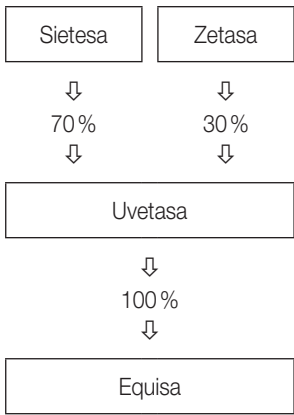 Sietesa Zetasa
⇩ ⇩
70 % 30 %
⇩ ⇩
Uvetasa
⇩
100 %
⇩
Equisa